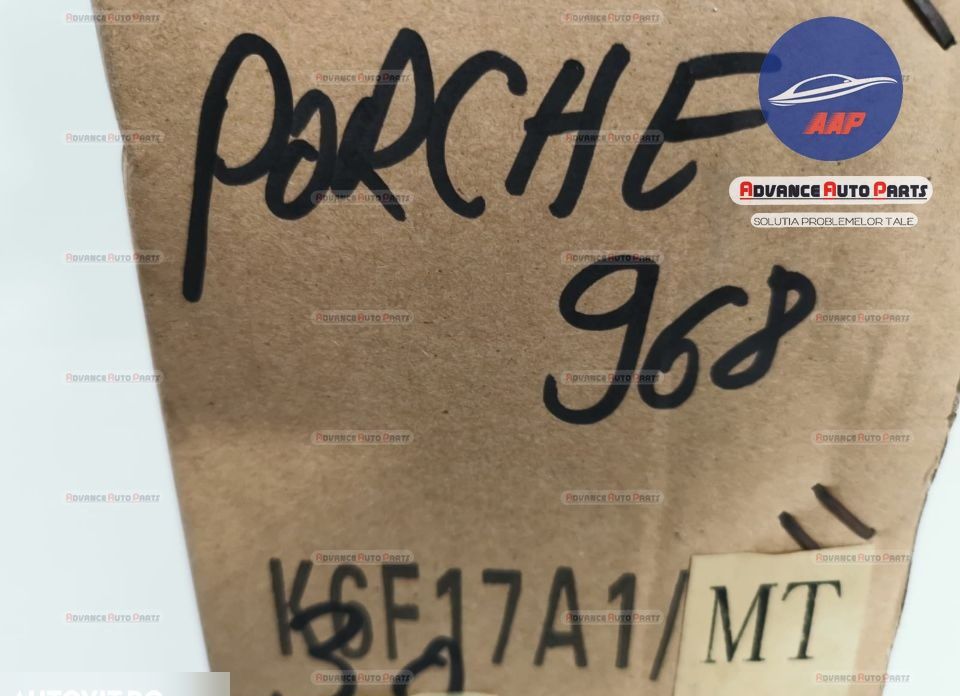 PORCHE
968
K6F17A1/ MT
AAP
ADVANCE AUTO PARTS
SOLUTIA PROBLEMELOR TALE